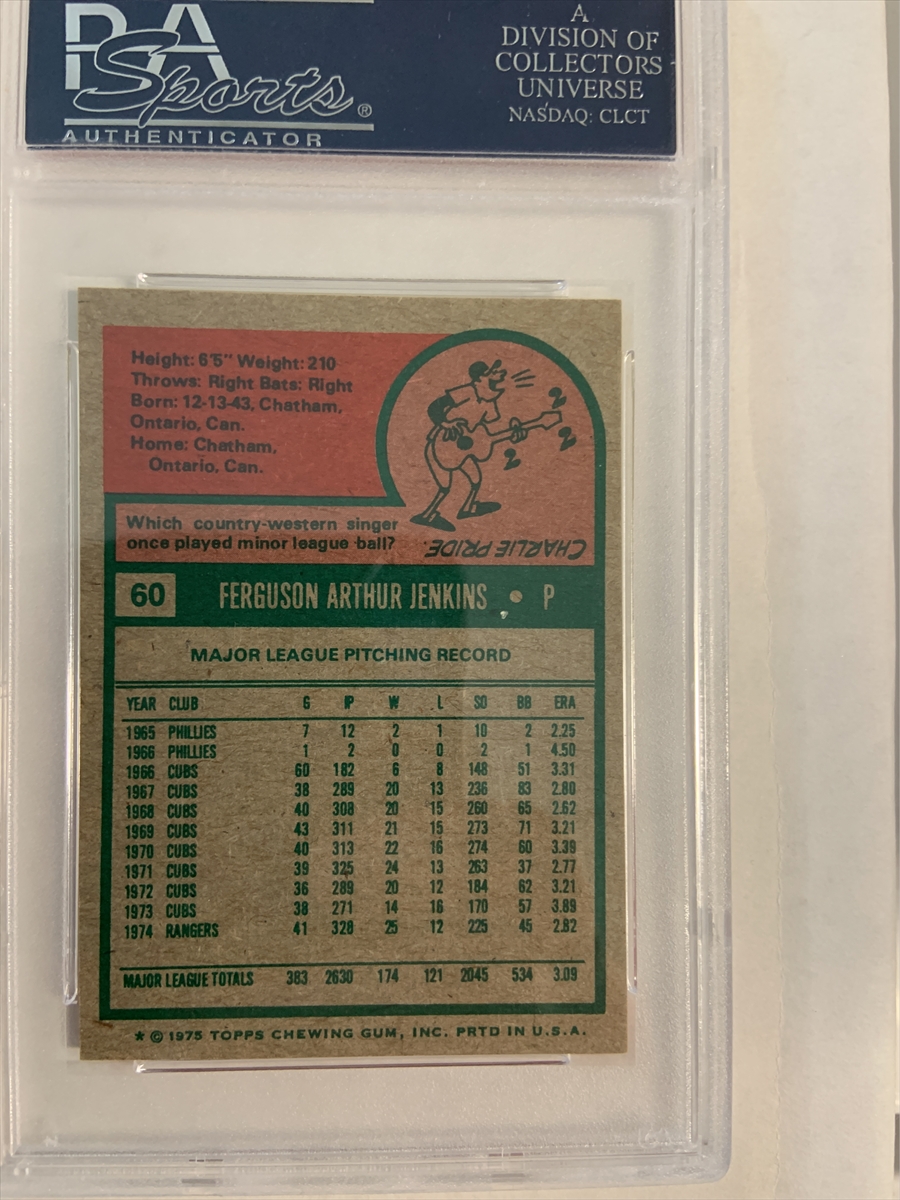 PSA
Sports®
AUTHENTICATOR
A
DIVISION OF
COLLECTORS
UNIVERSE
NASDAQ: CLCT
Height: 6'5" Weight: 210
Throws: Right Bats: Right
Born: 12-13-43, Chatham,
Ontario, Can.
Home: Chatham,
Ontario, Can.
Which country-western singer
once played minor league ball?
CHARLIE PRIDE.
60 FERGUSON ARTHUR JENKINS • P
MAJOR LEAGUE PITCHING RECORD
YEAR CLUB G IP W L SO BB ERA
1965 PHILLIES 7 12 2 1 10 2 2.25
1966 PHILLIES 1 2 0 0 2 1 4.50
1966 CUBS 60 182 6 8 148 51 3.31
1967 CUBS 38 289 20 13 236 83 2.80
1968 CUBS 40 308 20 15 260 65 2.62
1969 CUBS 43 311 21 15 273 71 3.21
1970 CUBS 40 313 22 16 274 60 3.39
1971 CUBS 39 325 24 13 263 37 2.77
1972 CUBS 36 289 20 12 184 62 3.21
1973 CUBS 38 271 14 16 170 57 3.89
1974 RANGERS 41 328 25 12 225 45 2.82
MAJOR LEAGUE TOTALS 383 2630 174 121 2045 534 3.09
* © 1975 TOPPS CHEWING GUM, INC. PRTD IN U.S.A.